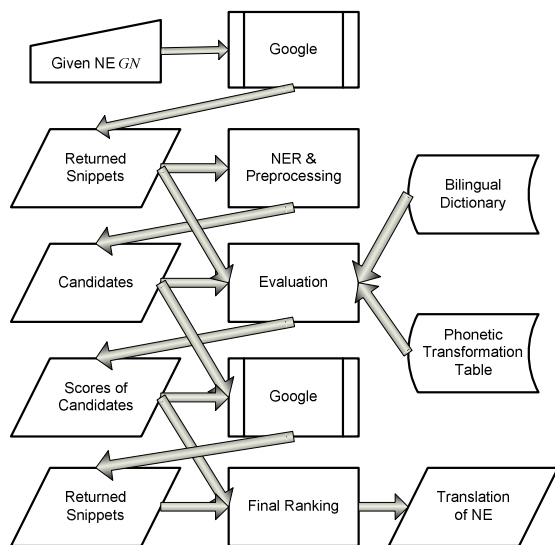 Given NE GN
Google
Returned
Snippets
NER &
Preprocessing
Bilingual
Dictionary
Candidates
Evaluation
Phonetic
Transformation
Table
Scores of
Candidates
Google
Returned
Snippets
Final Ranking
Translation
of NE